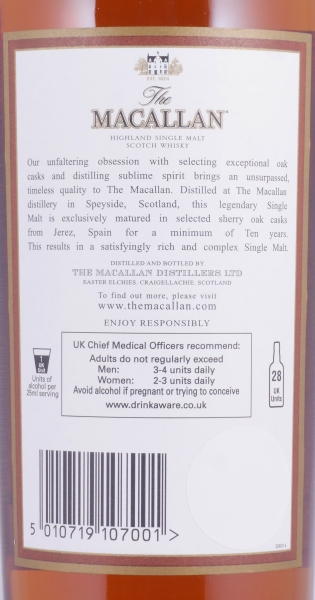 EST. 1824
The
MACALLAN
HIGHLAND SINGLE MALT
SCOTCH WHISKY
Our unfaltering obsession with selecting exceptional oak
casks and distilling sublime spirit brings an unsurpassed,
timeless quality to The Macallan. Distilled at The Macallan
distillery in Speyside, Scotland, this legendary Single
Malt is exclusively matured in selected sherry oak casks
from Jerez, Spain for a minimum of Ten years.
This results in a satisfyingly rich and complex Single Malt.
DISTILLED AND BOTTLED BY
THE MACALLAN DISTILLERS LTD
EASTER ELCHIES, CRAIGELLACHIE, SCOTLAND
To find out more, please visit
www.themacallan.com
ENJOY RESPONSIBLY
UK Chief Medical Officers recommend:
Adults do not regularly exceed
Men: 3-4 units daily
Women: 2-3 units daily
Avoid alcohol if pregnant or trying to conceive
www.drinkaware.co.uk
1
UK
Unit
Units of
alcohol per
25ml serving
28
UK
Units
5 010719 107001 >